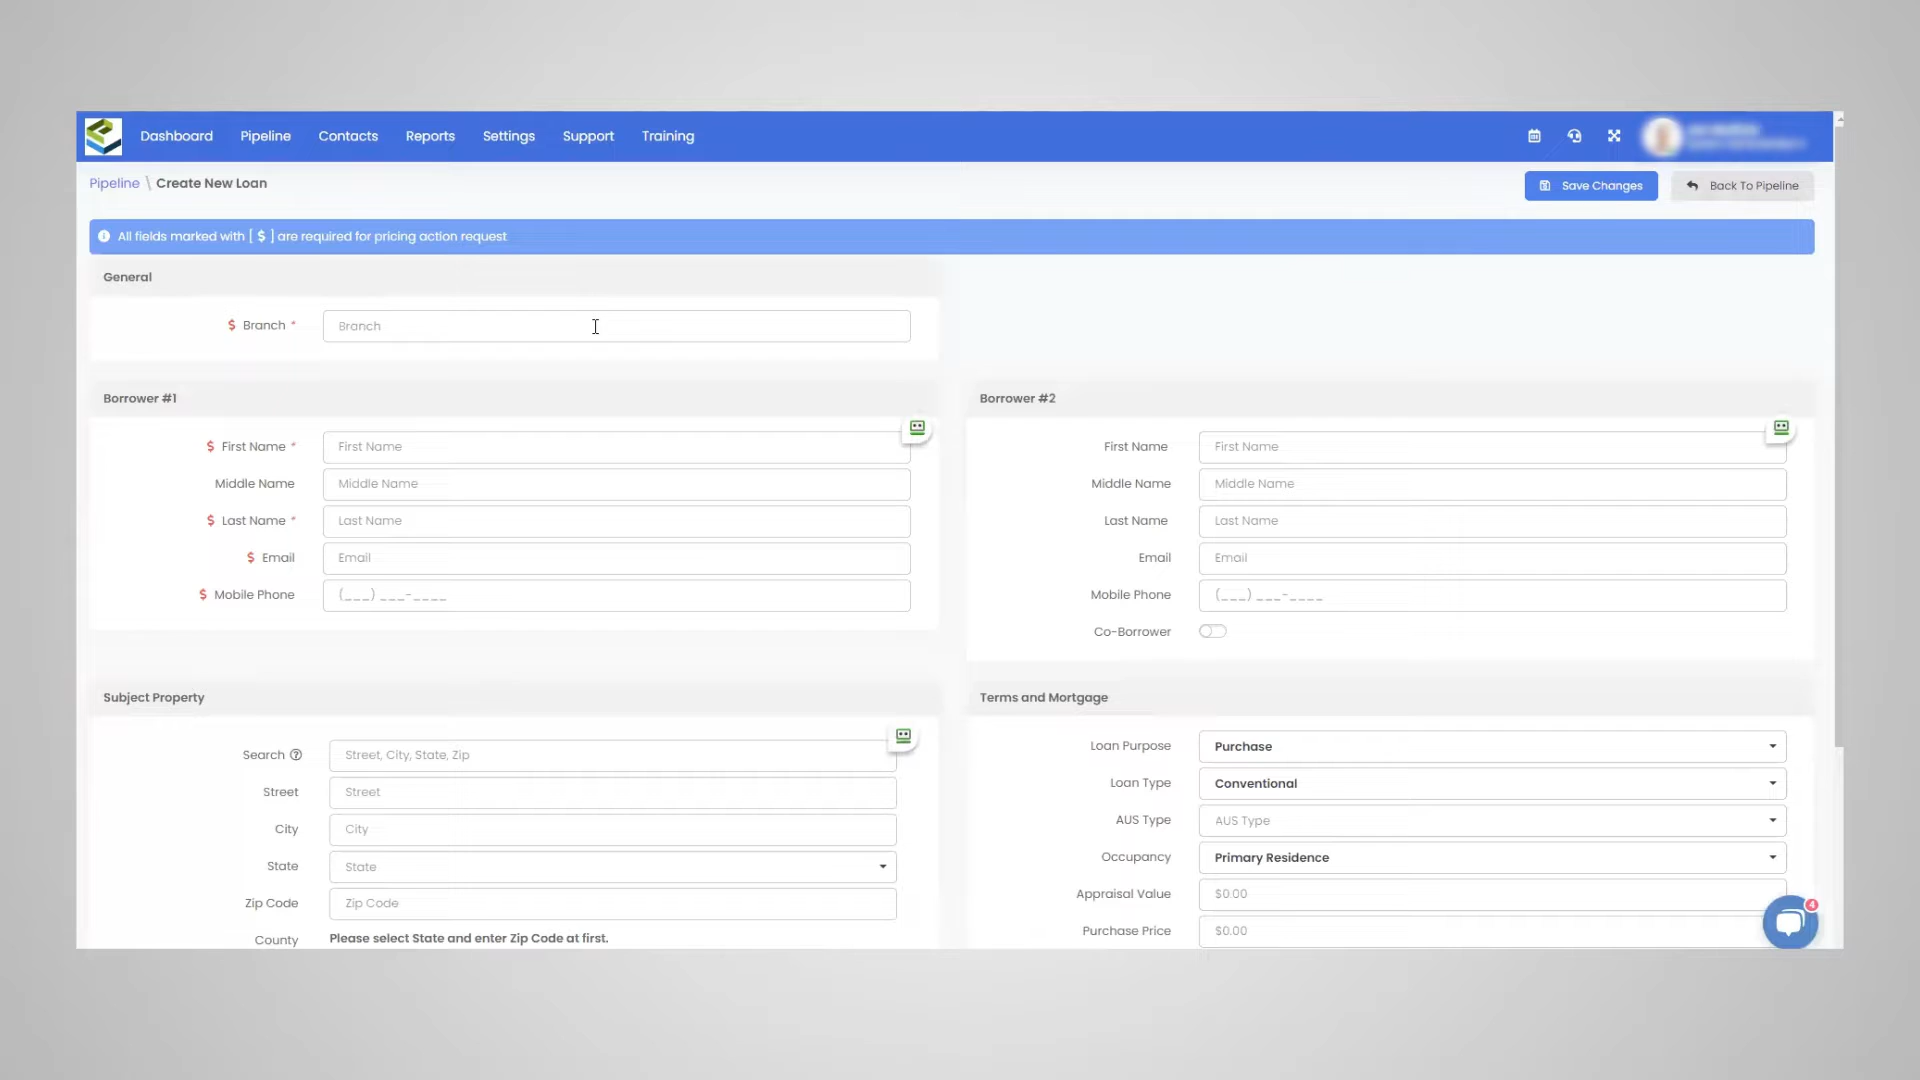 Dashboard Pipeline Contacts Reports Settings Support Training
Pipeline \ Create New Loan
Save Changes Back To Pipeline
All fields marked with [ $ ] are required for pricing action request
General
$ Branch * Branch
Borrower #1
$ First Name * First Name
Middle Name Middle Name
$ Last Name * Last Name
$ Email Email
$ Mobile Phone (___) ___-____
Borrower #2
First Name First Name
Middle Name Middle Name
Last Name Last Name
Email Email
Mobile Phone (___) ___-____
Co-Borrower
Subject Property
Search Street, City, State, Zip
Street Street
City City
State State
Zip Code Zip Code
County Please select State and enter Zip Code at first.
Terms and Mortgage
Loan Purpose Purchase
Loan Type Conventional
AUS Type AUS Type
Occupancy Primary Residence
Appraisal Value $0.00
Purchase Price $0.00
4